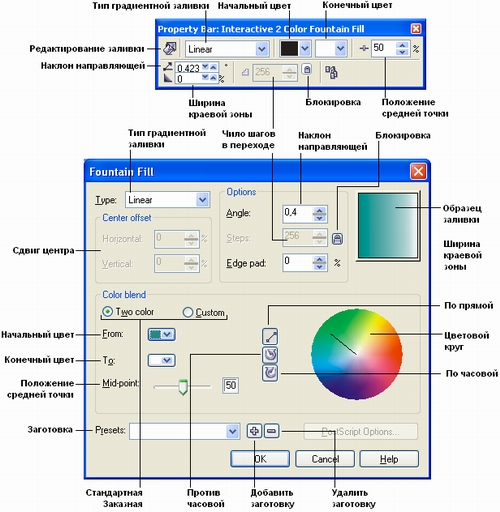 Тип градиентной заливки Начальный цвет Конечный цвет
Property Bar: Interactive 2 Color Fountain Fill
Редактирование заливки
Linear
50 %
Наклон направляющей
0.423 °
0 %
256
Ширина
краевой зоны
Блокировка
Положение
средней точки
Тип градиентной
заливки
Чило шагов
в переходе
Наклон
направляющей
Блокировка
Fountain Fill
Type: Linear
Options
Angle: 0,4
Steps: 256
Edge pad: 0 %
Center offset
Horizontal: 0 %
Vertical: 0 %
Образец
заливки
Ширина
краевой зоны
Сдвиг центра
Color blend
Two color Custom
По прямой
Начальный цвет
From:
Цветовой
круг
Конечный цвет
To:
По часовой
Положение
средней точки
Mid-point: 50
Заготовка
Presets:
PostScript Options...
OK Cancel Help
Стандартная
Заказная
Против
часовой
Добавить
заготовку
Удалить
заготовку